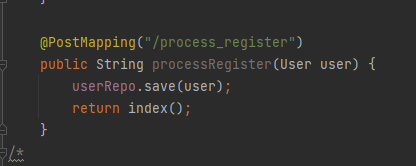 @PostMapping("/process_register")
public String processRegister(User user) {
userRepo.save(user);
return index();
}
/*